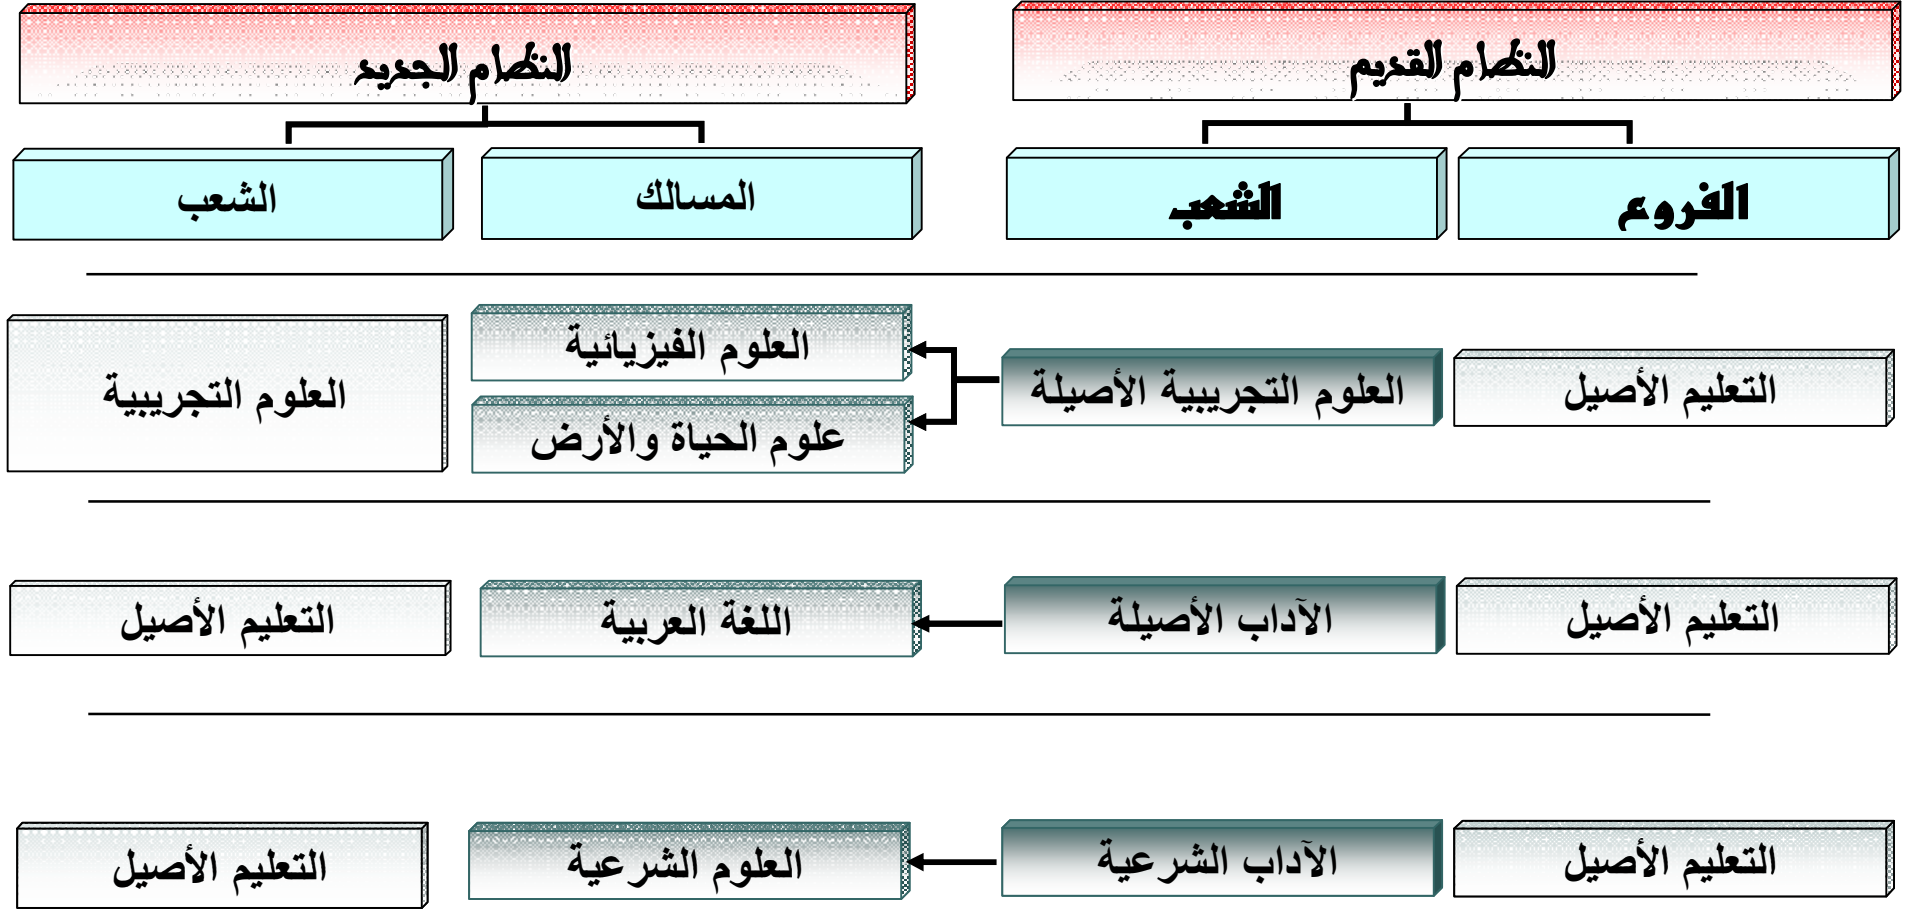 النظام القديم
النظام الجديد
الفروع
الشعب
المسالك
الشعب
التعليم الأصيل
العلوم التجريبية الأصيلة
العلوم الفيزيائية
علوم الحياة والأرض
العلوم التجريبية
التعليم الأصيل
الآداب الأصيلة
اللغة العربية
التعليم الأصيل
التعليم الأصيل
الآداب الشرعية
العلوم الشرعية
التعليم الأصيل